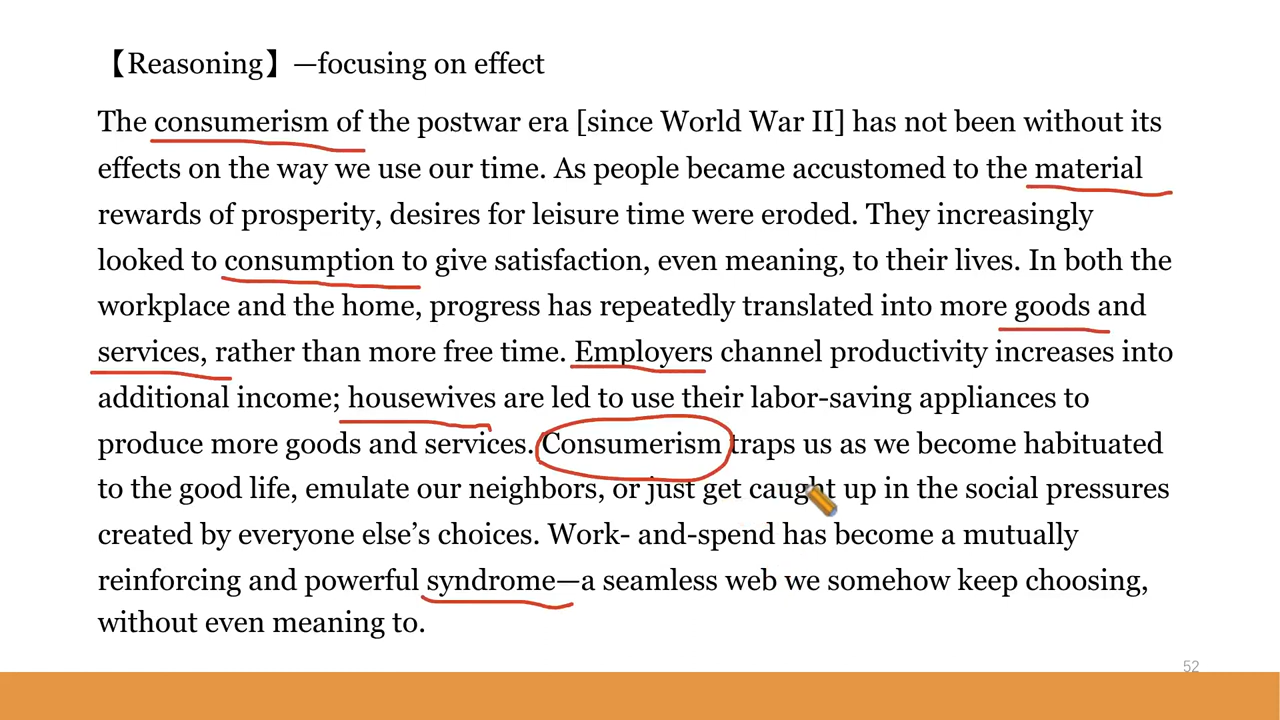 【Reasoning】—focusing on effect
The consumerism of the postwar era [since World War II] has not been without its
effects on the way we use our time. As people became accustomed to the material
rewards of prosperity, desires for leisure time were eroded. They increasingly
looked to consumption to give satisfaction, even meaning, to their lives. In both the
workplace and the home, progress has repeatedly translated into more goods and
services, rather than more free time. Employers channel productivity increases into
additional income; housewives are led to use their labor-saving appliances to
produce more goods and services. Consumerism traps us as we become habituated
to the good life, emulate our neighbors, or just get caught up in the social pressures
created by everyone else’s choices. Work- and-spend has become a mutually
reinforcing and powerful syndrome—a seamless web we somehow keep choosing,
without even meaning to.
52